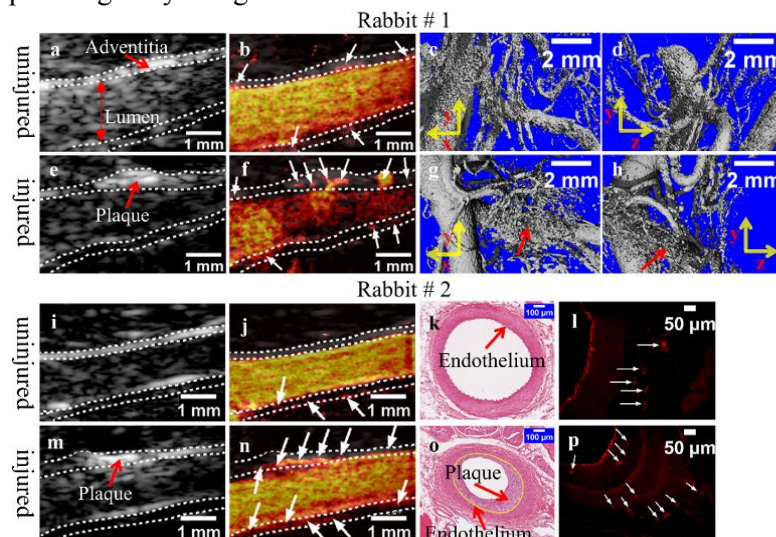 Rabbit # 1
uninjured
a
Adventitia
Lumen
1 mm
b
1 mm
c
2 mm
y
x
d
2 mm
y
z
injured
e
Plaque
1 mm
f
1 mm
g
2 mm
y
x
h
2 mm
y
z
Rabbit # 2
uninjured
i
1 mm
j
1 mm
k
100 µm
Endothelium
l
50 µm
injured
m
Plaque
1 mm
n
1 mm
o
100 µm
Plaque
Endothelium
p
50 µm